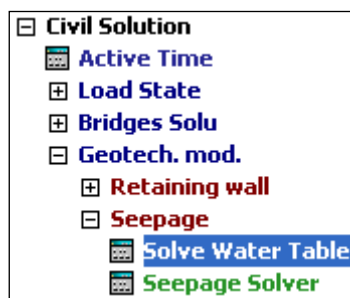 Civil Solution
Active Time
Load State
Bridges Solu
Geotech. mod.
Retaining wall
Seepage
Solve Water Table
Seepage Solver